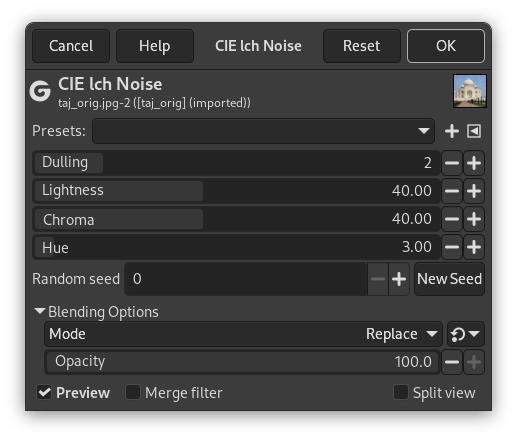 Cancel Help CIE lch Noise Reset OK
CIE lch Noise
taj_orig.jpg-2 ([taj_orig] (imported))
Presets:
Dulling 2
Lightness 40.00
Chroma 40.00
Hue 3.00
Random seed 0 New Seed
Blending Options
Mode Replace
Opacity 100.0
Preview Merge filter Split view